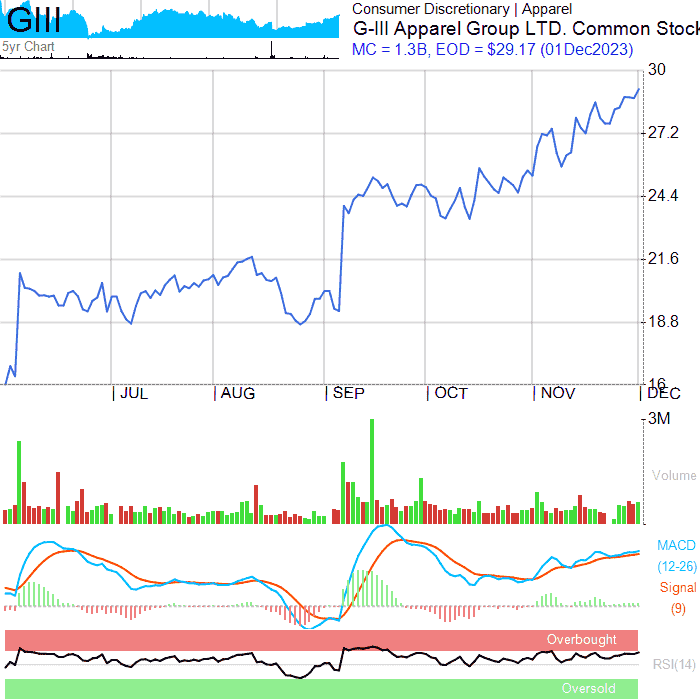 GIII
Consumer Discretionary | Apparel
G-III Apparel Group LTD. Common Stock
MC = 1.3B, EOD = $29.17 (01Dec2023)
5yr Chart
30
27.2
24.4
21.6
18.8
16
JUL AUG SEP OCT NOV DEC
3M
Volume
MACD
(12-26)
Signal
(9)
Overbought
RSI(14)
Oversold